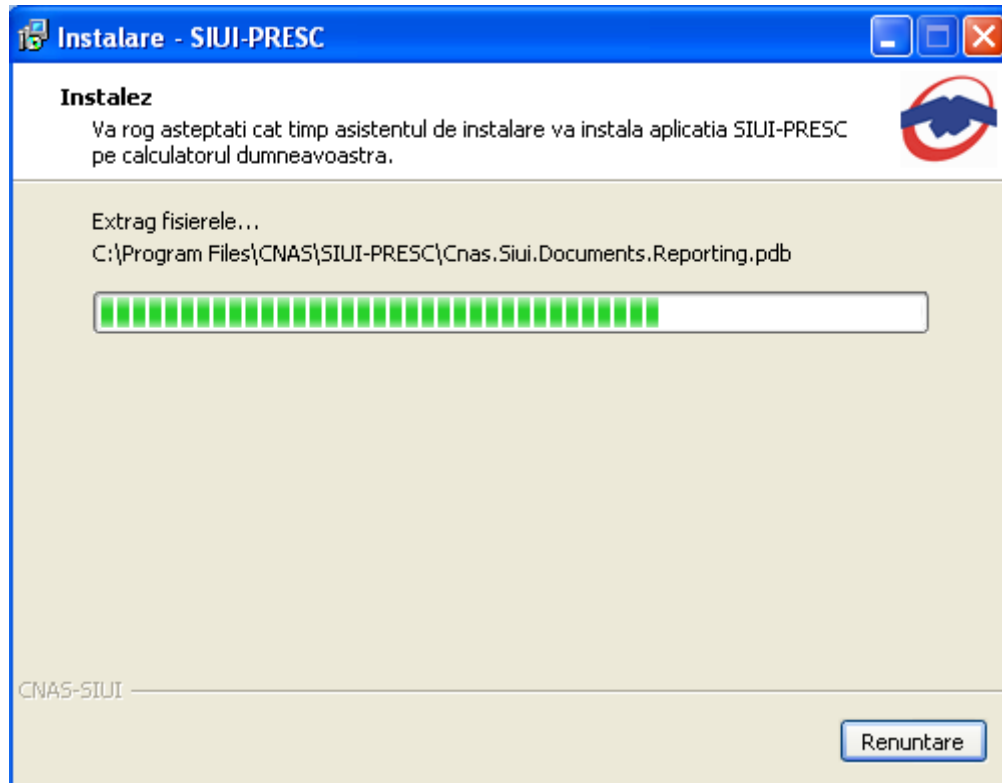 Instalare - SIUI-PRESC
Instalez
Va rog asteptati cat timp asistentul de instalare va instala aplicatia SIUI-PRESC
pe calculatorul dumneavoastra.
Extrag fisierele...
C:\Program Files\CNAS\SIUI-PRESC\Cnas.Siui.Documents.Reporting.pdb
CNAS-SIUI
Renuntare